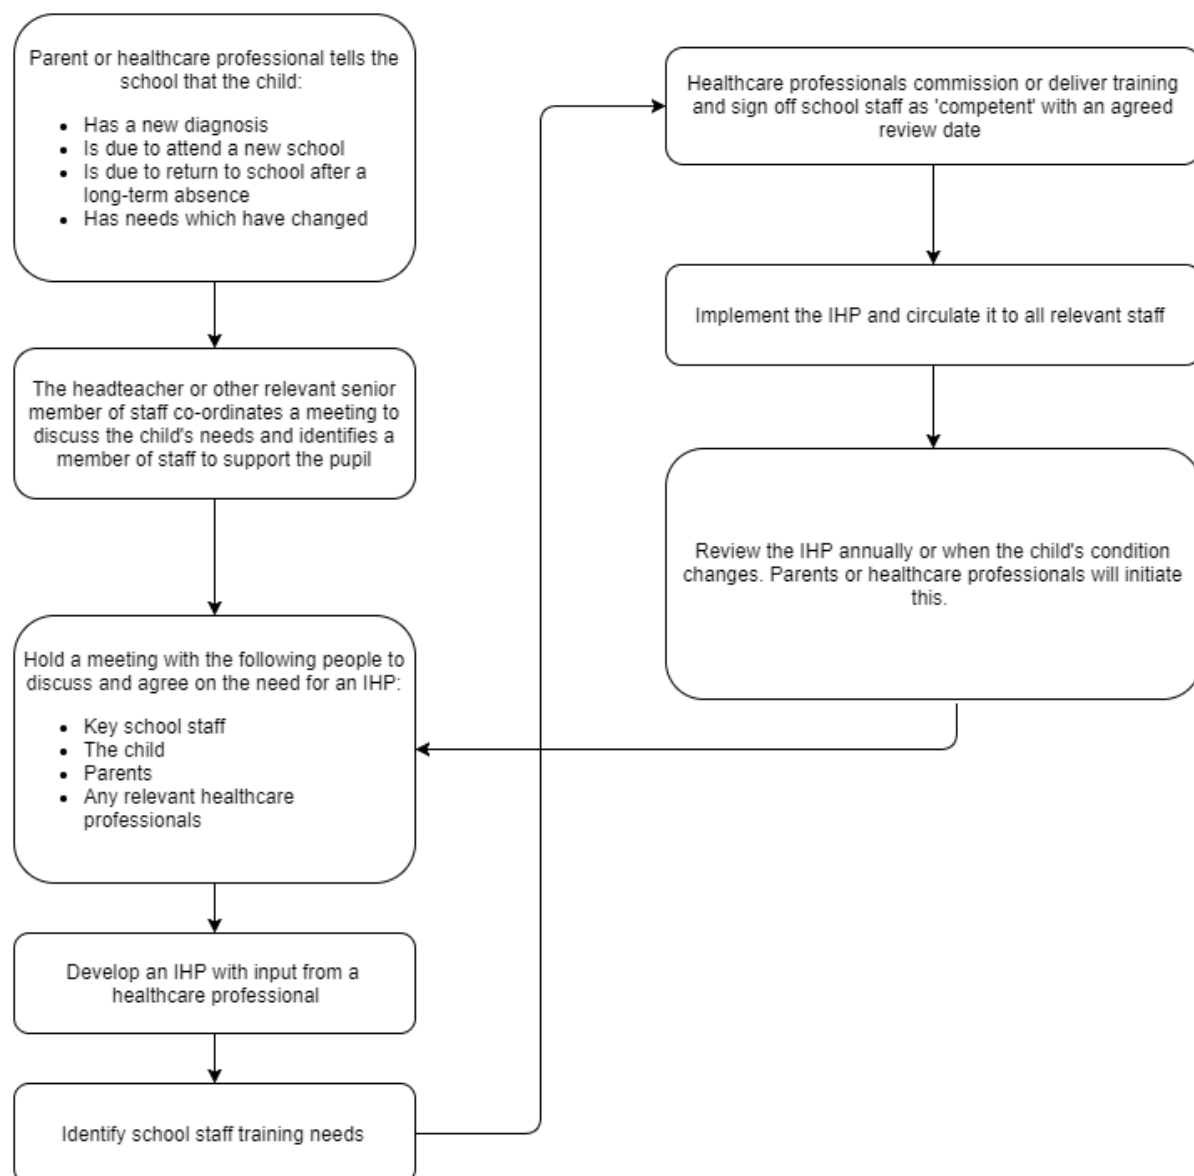 Parent or healthcare professional tells the
school that the child:
Has a new diagnosis
Is due to attend a new school
Is due to return to school after a
long-term absence
Has needs which have changed
The headteacher or other relevant senior
member of staff co-ordinates a meeting to
discuss the child's needs and identifies a
member of staff to support the pupil
Hold a meeting with the following people to
discuss and agree on the need for an IHP:
Key school staff
The child
Parents
Any relevant healthcare
professionals
Develop an IHP with input from a
healthcare professional
Identify school staff training needs
Healthcare professionals commission or deliver training
and sign off school staff as 'competent' with an agreed
review date
Implement the IHP and circulate it to all relevant staff
Review the IHP annually or when the child's condition
changes. Parents or healthcare professionals will initiate
this.